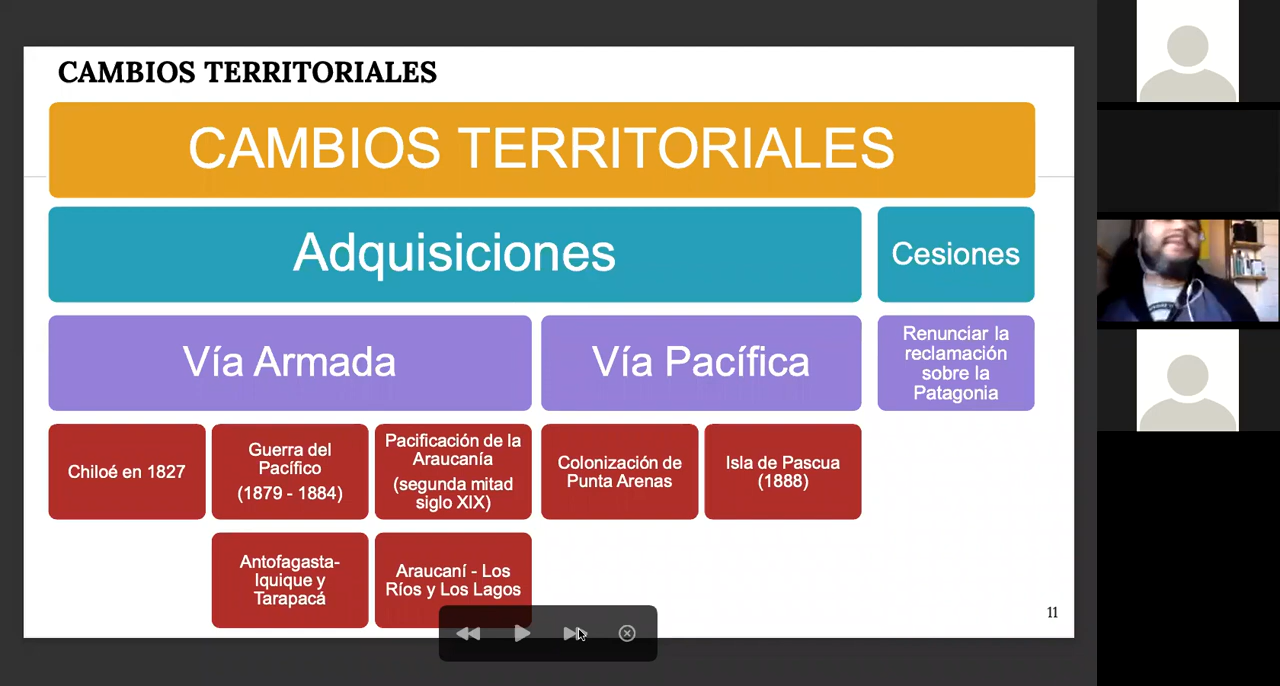 CAMBIOS TERRITORIALES
CAMBIOS TERRITORIALES
Adquisiciones
Cesiones
Vía Armada
Vía Pacífica
Renunciar la
reclamación
sobre la
Patagonia
Chiloé en 1827
Guerra del
Pacífico
(1879 - 1884)
Pacificación de la
Araucanía
(segunda mitad
siglo XIX)
Colonización de
Punta Arenas
Isla de Pascua
(1888)
Antofagasta-
Iquique y
Tarapacá
Araucaní - Los
Ríos y Los Lagos
11